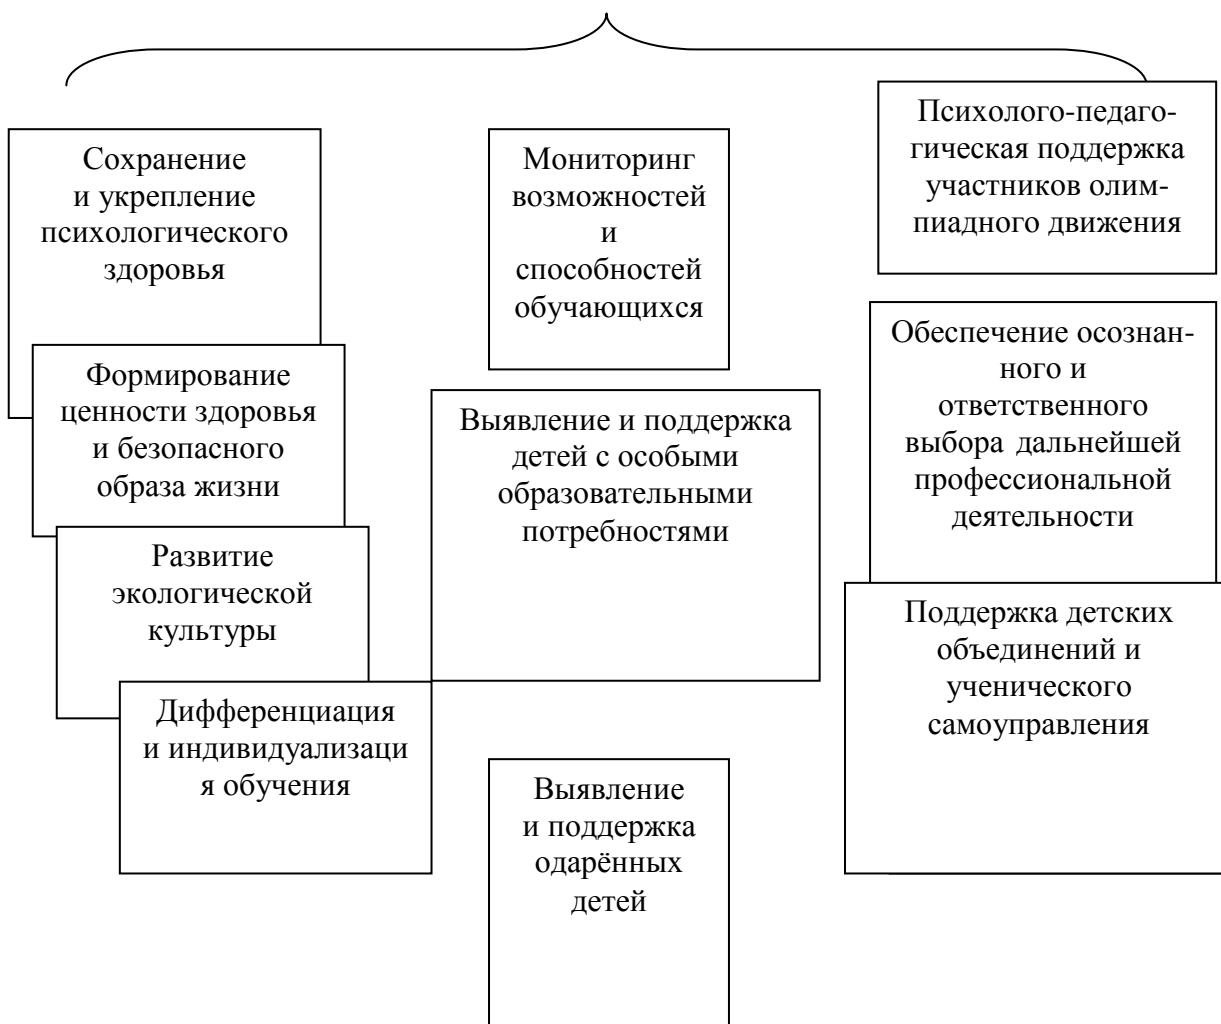 Сохранение
и укрепление
психологического
здоровья
Формирование
ценности здоровья
и безопасного
образа жизни
Развитие
экологической
культуры
Дифференциация
и индивидуализаци
я обучения
Мониторинг
возможностей
и
способностей
обучающихся
Выявление и поддержка
детей с особыми
образовательными
потребностями
Выявление
и поддержка
одарённых
детей
Психолого-педаго-
гическая поддержка
участников олим-
пиадного движения
Обеспечение осознан-
ного и
ответственного
выбора дальнейшей
профессиональной
деятельности
Поддержка детских
объединений и
ученического
самоуправления